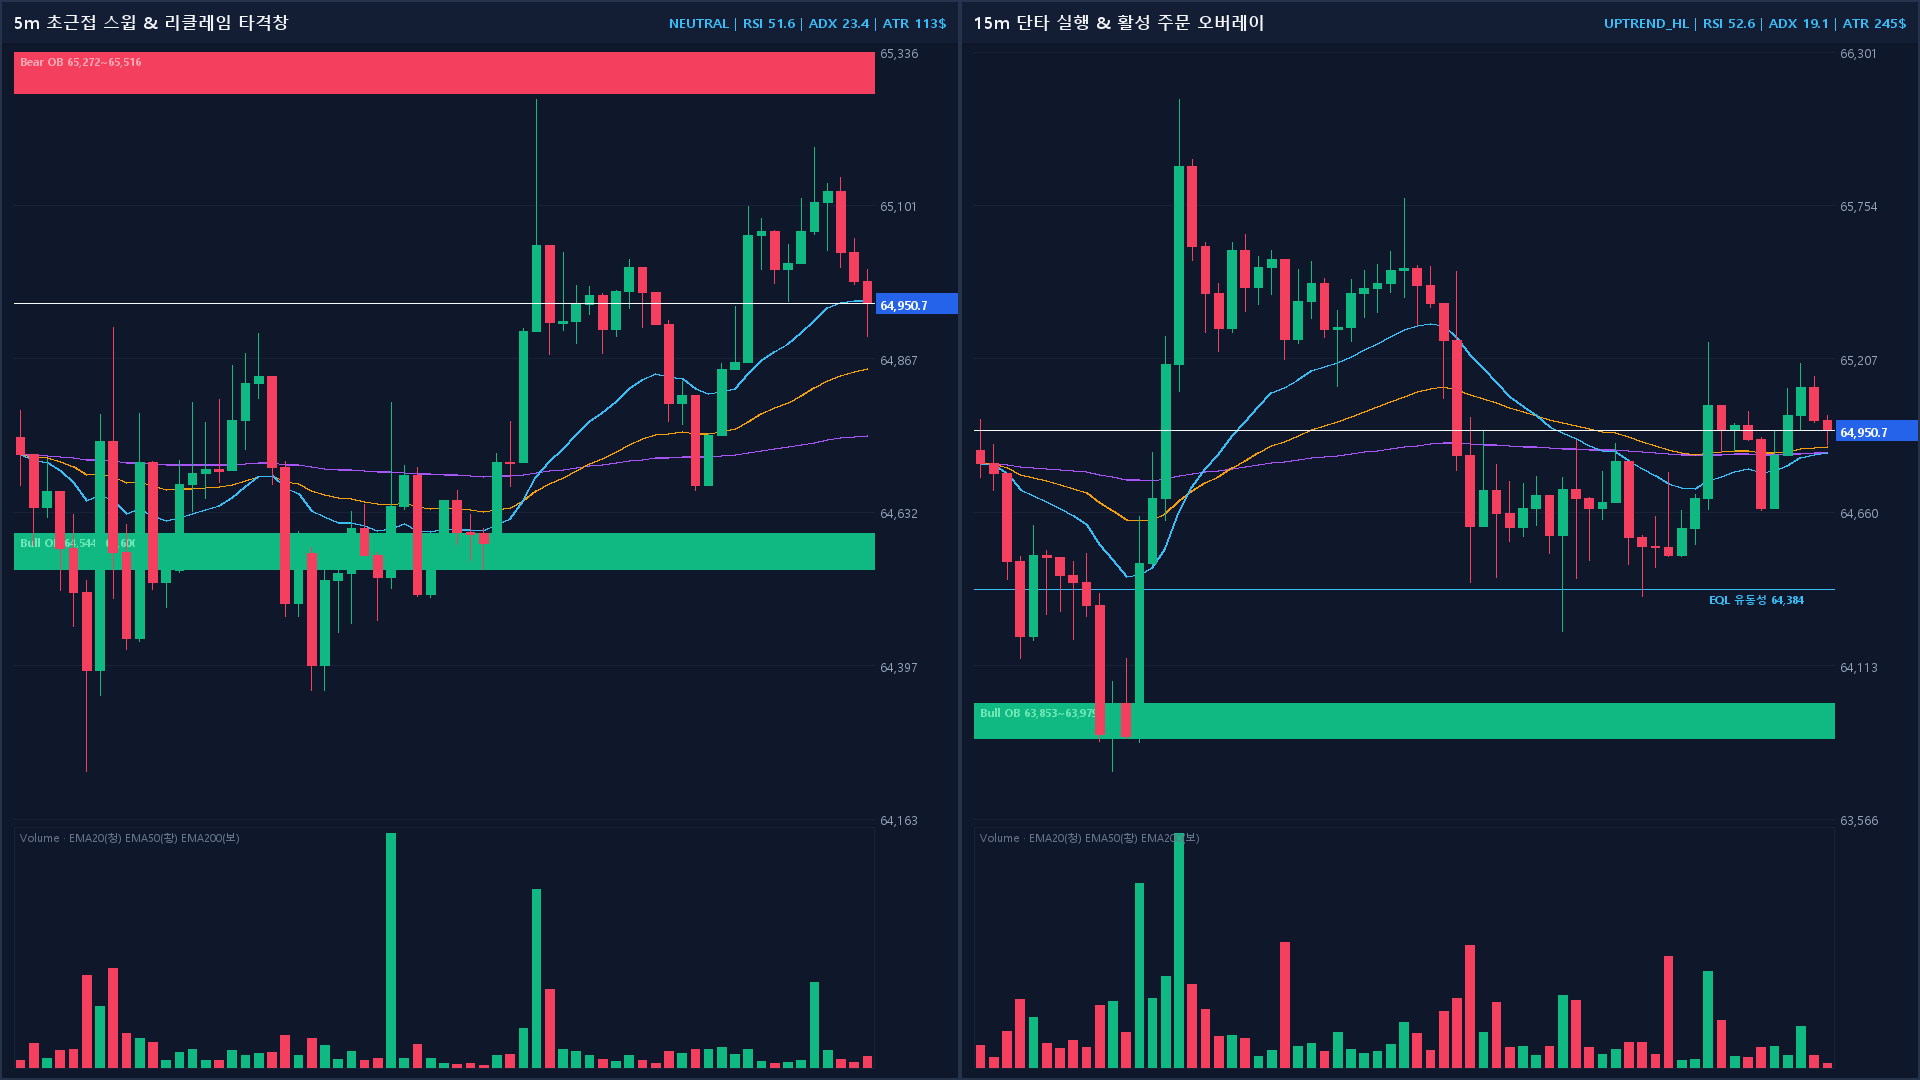 5m 초근접 스윕 & 리클레임 타격창
NEUTRAL | RSI 51.6 | ADX 23.4 | ATR 113$
Bear OB 65,272~65,516
65,336
65,101
64,950.7
64,867
64,632
Bull OB 64,544
64,397
64,163
Volume · EMA20(청) EMA50(황) EMA200(보)
15m 단타 실행 & 활성 주문 오버레이
UPTREND_HL | RSI 52.6 | ADX 19.1 | ATR 245$
66,301
65,754
65,207
64,950.7
64,660
EQL 유동성 64,384
64,113
Bull OB 63,853~63,979
63,566
Volume · EMA20(청) EMA50(황) EMA20 (보)